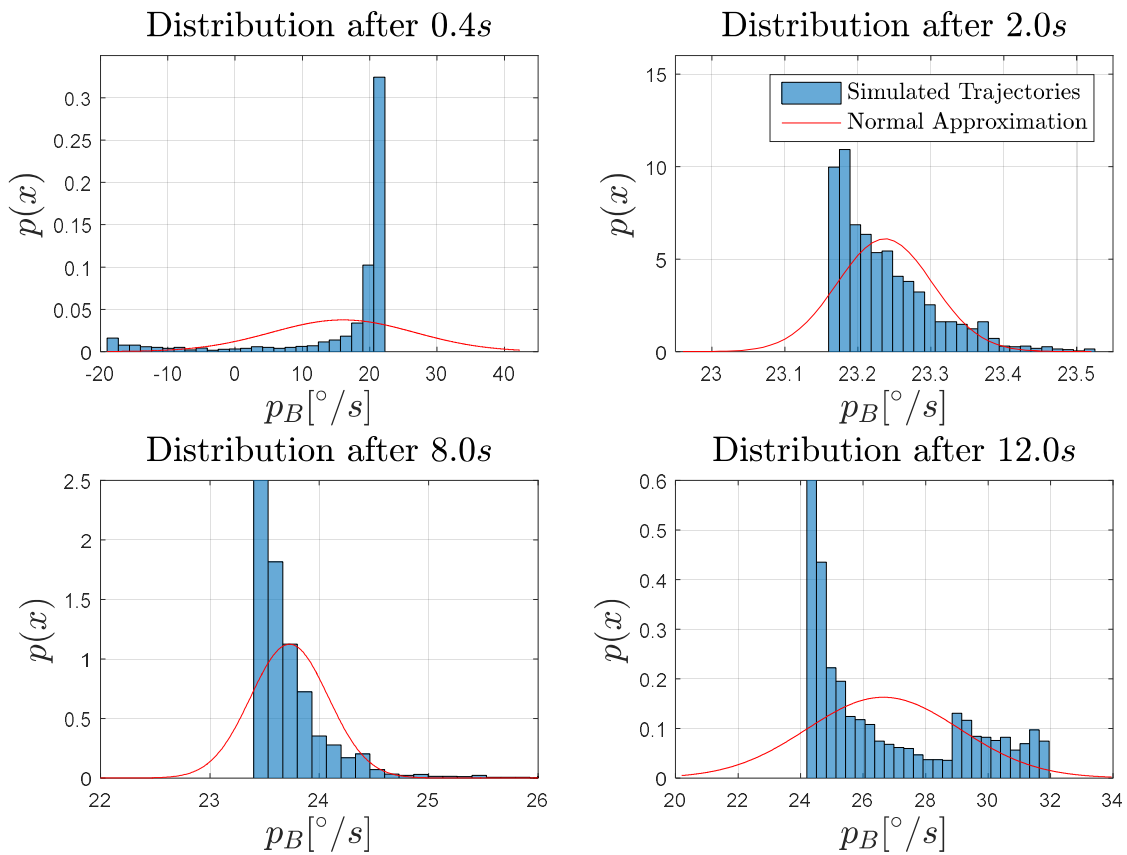 Distribution after 0.4s
0.3
0.25
0.2
0.15
0.1
0.05
0
p(x)
-20 -10 0 10 20 30 40
p_B[°/s]
Distribution after 2.0s
Simulated Trajectories
Normal Approximation
15
10
5
0
p(x)
23 23.1 23.2 23.3 23.4 23.5
p_B[°/s]
Distribution after 8.0s
2.5
2
1.5
1
0.5
0
p(x)
22 23 24 25 26
p_B[°/s]
Distribution after 12.0s
0.6
0.5
0.4
0.3
0.2
0.1
0
p(x)
20 22 24 26 28 30 32 34
p_B[°/s]